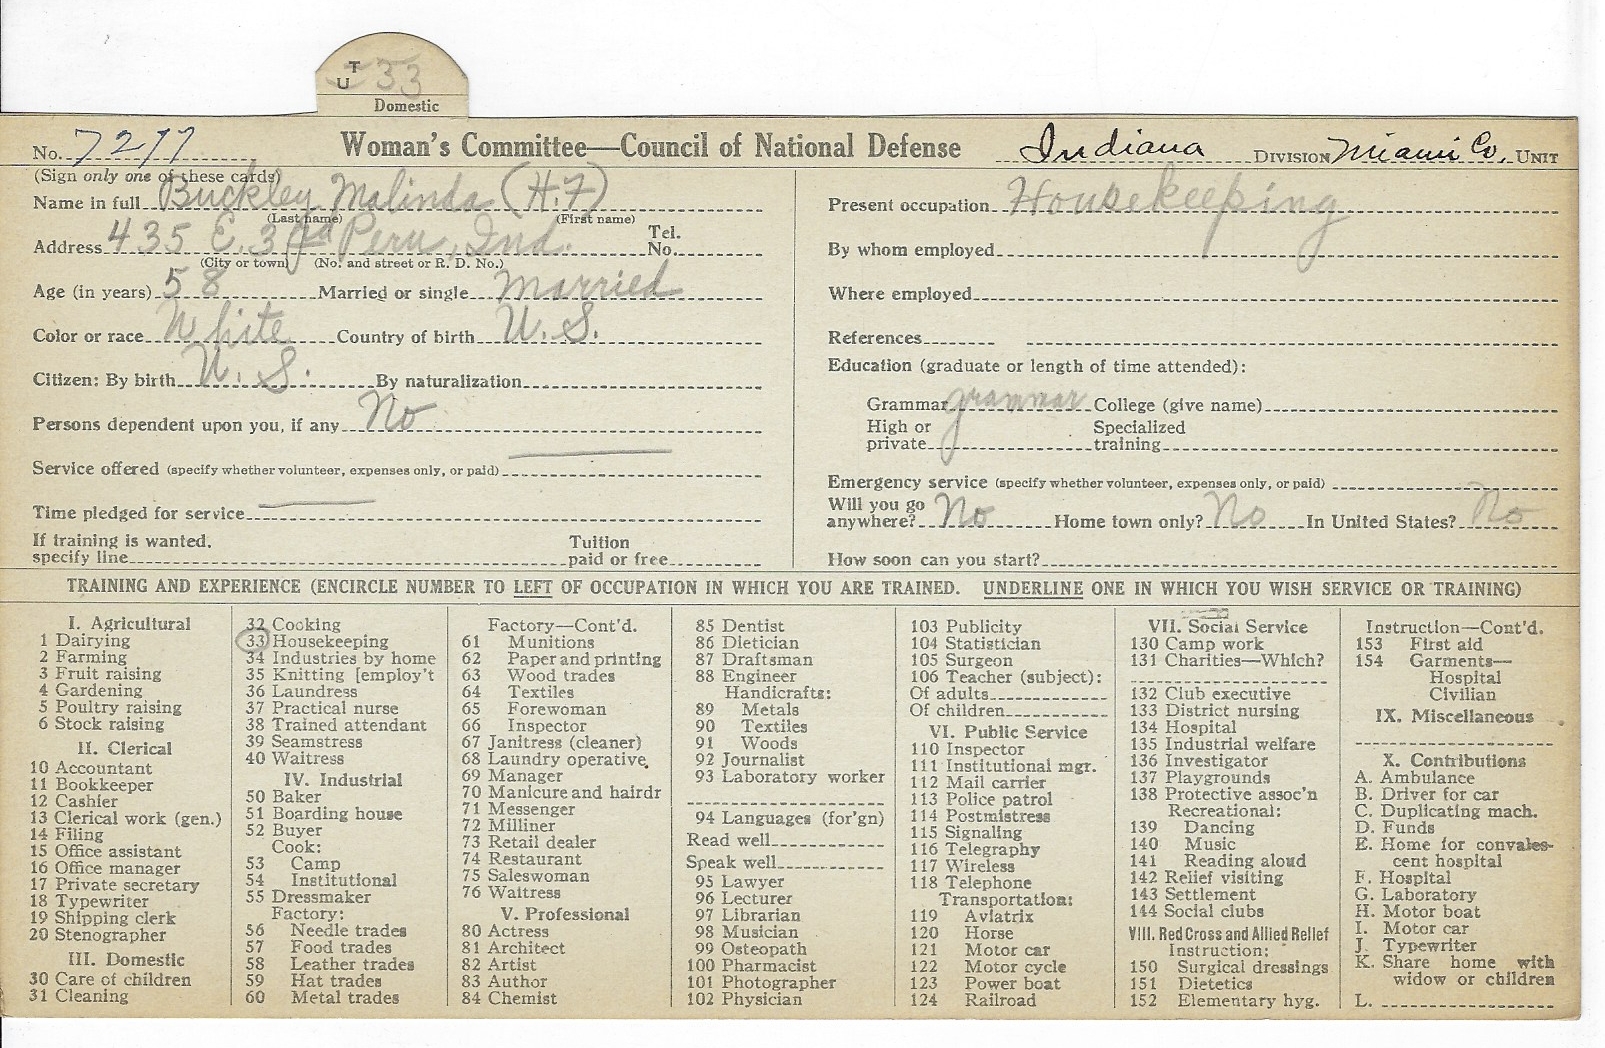 T
U 33
Domestic
No. 7277 Woman's Committee—Council of National Defense Indiana DIVISION Miami Co. UNIT
(Sign only one of these cards)
Name in full Buckley Malinda (H.F)
(Last name) (First name)
Address 435 E. 3rd Peru, Ind. Tel. No.
(City or town) (No. and street or R. D. No.)
Age (in years) 58 Married or single Married
Color or race White Country of birth U. S.
Citizen: By birth U. S. By naturalization
Persons dependent upon you, if any No
Service offered (specify whether volunteer, expenses only, or paid)
Time pledged for service
If training is wanted, specify line Tuition paid or free
Present occupation Housekeeping
By whom employed
Where employed
References
Education (graduate or length of time attended):
Grammar grammar College (give name)
High or private Specialized training
Emergency service (specify whether volunteer, expenses only, or paid)
Will you go anywhere? No Home town only? No In United States? No
How soon can you start?
TRAINING AND EXPERIENCE (ENCIRCLE NUMBER TO LEFT OF OCCUPATION IN WHICH YOU ARE TRAINED. UNDERLINE ONE IN WHICH YOU WISH SERVICE OR TRAINING)
I. Agricultural
1 Dairying
2 Farming
3 Fruit raising
4 Gardening
5 Poultry raising
6 Stock raising
II. Clerical
10 Accountant
11 Bookkeeper
12 Cashier
13 Clerical work (gen.)
14 Filing
15 Office assistant
16 Office manager
17 Private secretary
18 Typewriter
19 Shipping clerk
20 Stenographer
III. Domestic
30 Care of children
31 Cleaning
32 Cooking
33 Housekeeping
34 Industries by home
35 Knitting [employ't
36 Laundress
37 Practical nurse
38 Trained attendant
39 Seamstress
40 Waitress
IV. Industrial
50 Baker
51 Boarding house
52 Buyer
Cook:
53 Camp
54 Institutional
55 Dressmaker
Factory:
56 Needle trades
57 Food trades
58 Leather trades
59 Hat trades
60 Metal trades
Factory—Cont'd.
61 Munitions
62 Paper and printing
63 Wood trades
64 Textiles
65 Forewoman
66 Inspector
67 Janitress (cleaner)
68 Laundry operative
69 Manager
70 Manicure and hairdr
71 Messenger
72 Milliner
73 Retail dealer
74 Restaurant
75 Saleswoman
76 Waitress
V. Professional
80 Actress
81 Architect
82 Artist
83 Author
84 Chemist
85 Dentist
86 Dietician
87 Draftsman
88 Engineer
Handicrafts:
89 Metals
90 Textiles
91 Woods
92 Journalist
93 Laboratory worker
94 Languages (for'gn)
Read well
Speak well
95 Lawyer
96 Lecturer
97 Librarian
98 Musician
99 Osteopath
100 Pharmacist
101 Photographer
102 Physician
103 Publicity
104 Statistician
105 Surgeon
106 Teacher (subject):
Of adults
Of children
VI. Public Service
110 Inspector
111 Institutional mgr.
112 Mail carrier
113 Police patrol
114 Postmistress
115 Signaling
116 Telegraphy
117 Wireless
118 Telephone
Transportation:
119 Aviatrix
120 Horse
121 Motor car
122 Motor cycle
123 Power boat
124 Railroad
VII. Social Service
130 Camp work
131 Charities—Which?
132 Club executive
133 District nursing
134 Hospital
135 Industrial welfare
136 Investigator
137 Playgrounds
138 Protective assoc'n
Recreational:
139 Dancing
140 Music
141 Reading aloud
142 Relief visiting
143 Settlement
144 Social clubs
VIII. Red Cross and Allied Relief
Instruction:
150 Surgical dressings
151 Dietetics
152 Elementary hyg.
Instruction—Cont'd.
153 First aid
154 Garments—
Hospital
Civilian
IX. Miscellaneous
X. Contributions
A. Ambulance
B. Driver for car
C. Duplicating mach.
D. Funds
E. Home for convales-
cent hospital
F. Hospital
G. Laboratory
H. Motor boat
I. Motor car
J. Typewriter
K. Share home with
widow or children
L.